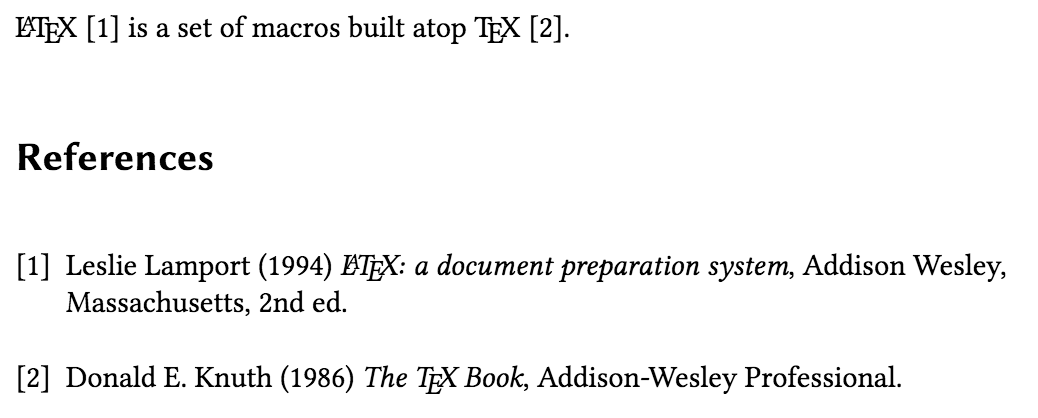 LATEX [1] is a set of macros built atop TEX [2].
References
[1] Leslie Lamport (1994) LATEX: a document preparation system, Addison Wesley,
Massachusetts, 2nd ed.
[2] Donald E. Knuth (1986) The TEX Book, Addison-Wesley Professional.